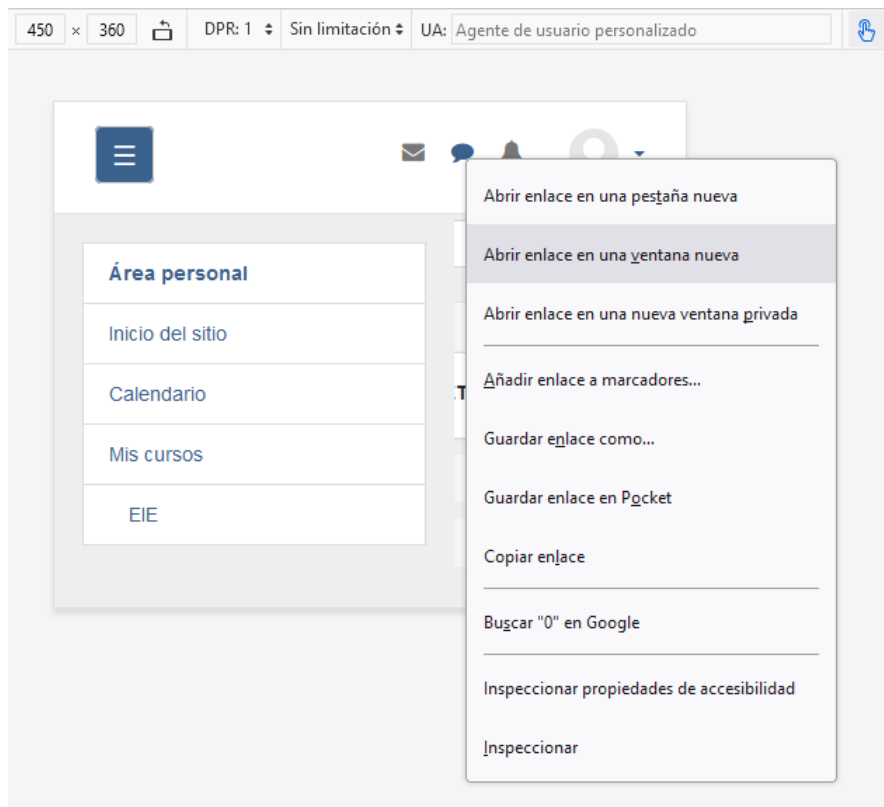 450 × 360 DPR: 1 Sin limitación UA: Agente de usuario personalizado
Abrir enlace en una pestaña nueva
Abrir enlace en una ventana nueva
Abrir enlace en una nueva ventana privada
Añadir enlace a marcadores...
Guardar enlace como...
Guardar enlace en Pocket
Copiar enlace
Buscar "0" en Google
Inspeccionar propiedades de accesibilidad
Inspeccionar
Área personal
Inicio del sitio
Calendario
Mis cursos
EIE